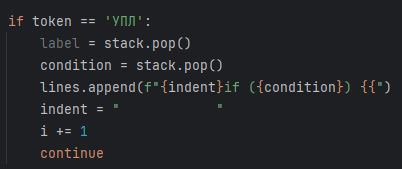 if token == 'УПЛ':
    label = stack.pop()
    condition = stack.pop()
    lines.append(f"{indent}if ({condition}) {{")
    indent = "            "
    i += 1
    continue